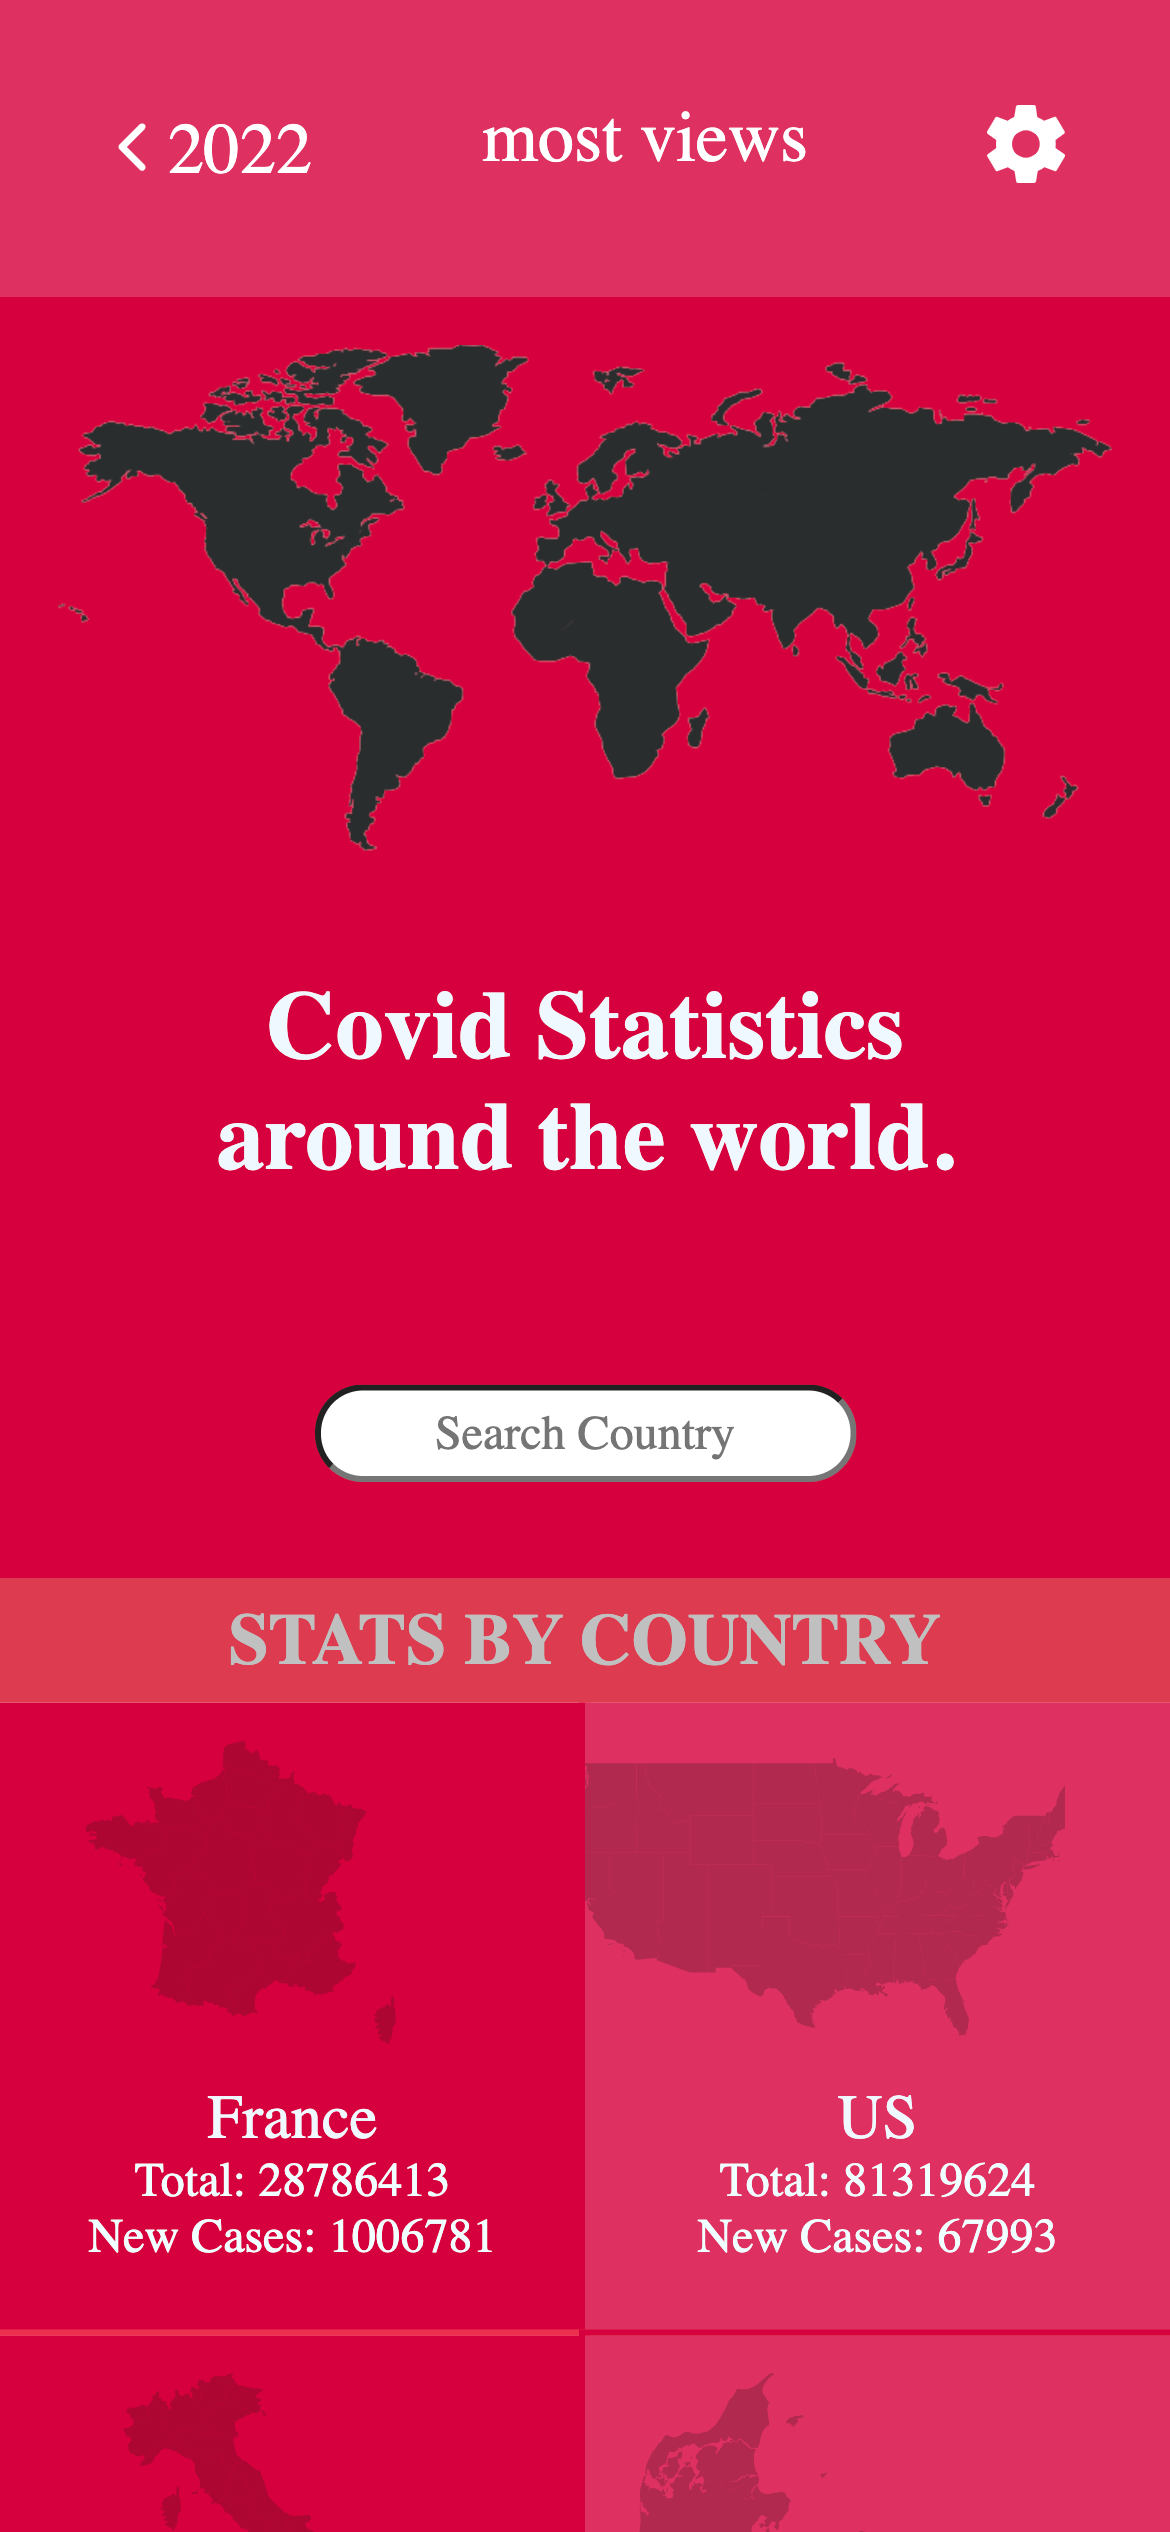 2022
most views
Covid Statistics
around the world.
Search Country
STATS BY COUNTRY
France
Total: 28786413
New Cases: 1006781
US
Total: 81319624
New Cases: 67993